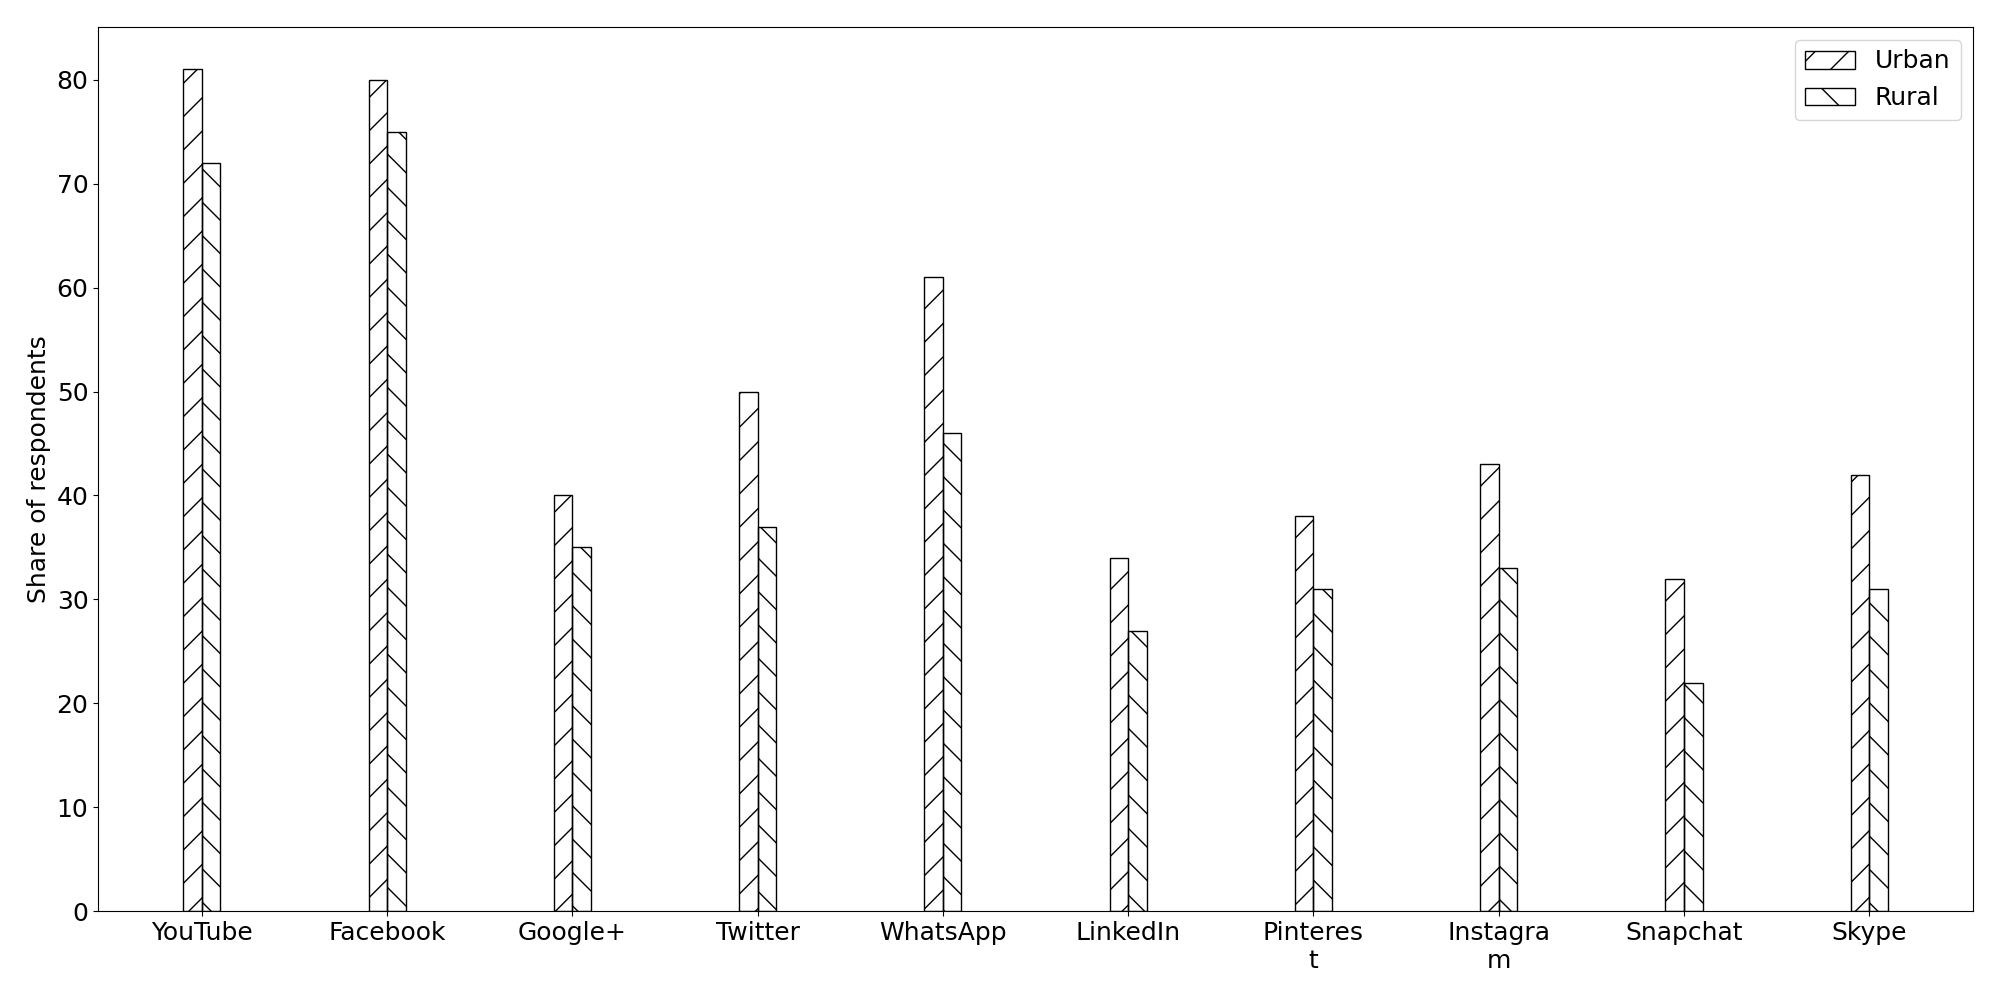 Urban
Rural
Share of respondents
80
70
60
50
40
30
20
10
0
YouTube
Facebook
Google+
Twitter
WhatsApp
LinkedIn
Pinteres
t
Instagra
m
Snapchat
Skype